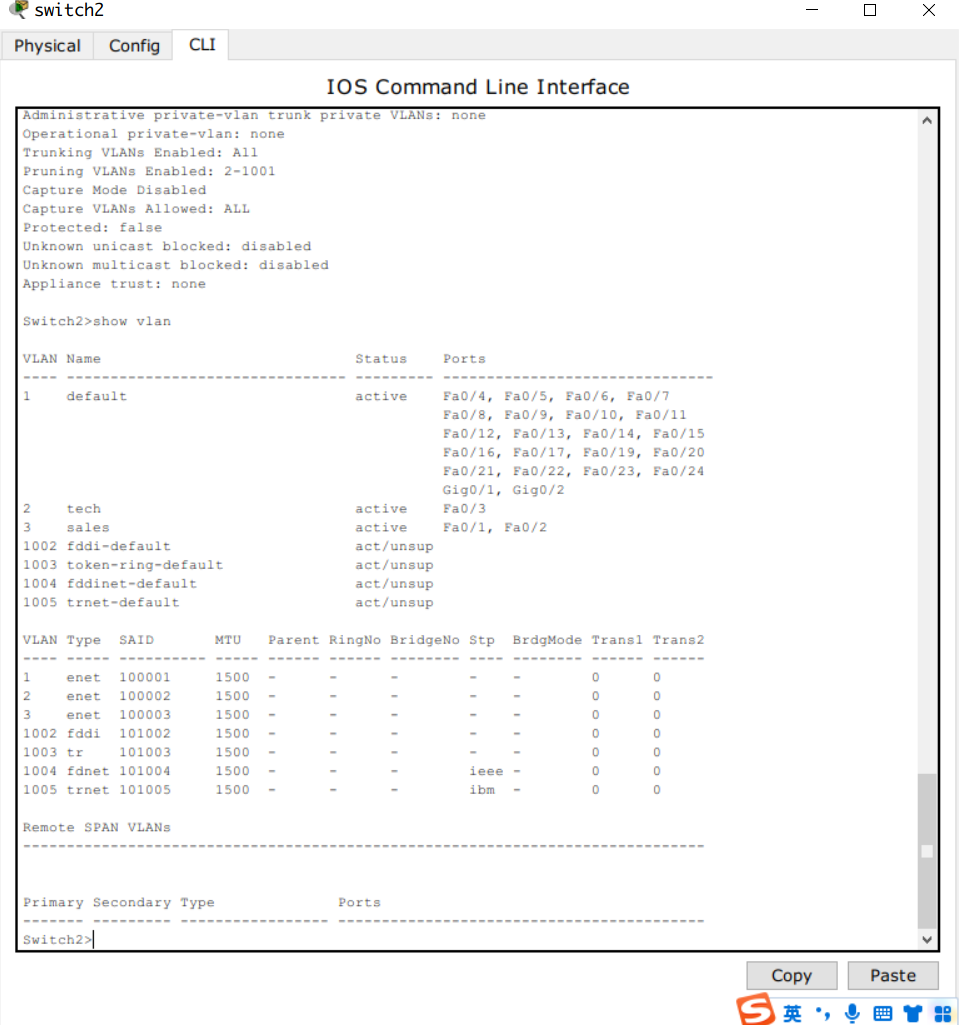 switch2
Physical Config CLI
IOS Command Line Interface
Administrative private-vlan trunk private VLANs: none
Operational private-vlan: none
Trunking VLANs Enabled: All
Pruning VLANs Enabled: 2-1001
Capture Mode Disabled
Capture VLANs Allowed: ALL
Protected: false
Unknown unicast blocked: disabled
Unknown multicast blocked: disabled
Appliance trust: none
Switch2>show vlan
VLAN Name                             Status    Ports
---- -------------------------------- --------- -------------------------------
1    default                          active    Fa0/4, Fa0/5, Fa0/6, Fa0/7
                                                Fa0/8, Fa0/9, Fa0/10, Fa0/11
                                                Fa0/12, Fa0/13, Fa0/14, Fa0/15
                                                Fa0/16, Fa0/17, Fa0/19, Fa0/20
                                                Fa0/21, Fa0/22, Fa0/23, Fa0/24
                                                Gig0/1, Gig0/2
2    tech                             active    Fa0/3
3    sales                            active    Fa0/1, Fa0/2
1002 fddi-default                     act/unsup
1003 token-ring-default               act/unsup
1004 fddinet-default                  act/unsup
1005 trnet-default                    act/unsup
VLAN Type  SAID       MTU   Parent RingNo BridgeNo Stp  BrdgMode Trans1 Trans2
---- ----- ---------- ----- ------ ------ -------- ---- -------- ------ ------
1    enet  100001     1500  -      -      -        -    -        0      0
2    enet  100002     1500  -      -      -        -    -        0      0
3    enet  100003     1500  -      -      -        -    -        0      0
1002 fddi  101002     1500  -      -      -        -    -        0      0
1003 tr    101003     1500  -      -      -        -    -        0      0
1004 fdnet 101004     1500  -      -      -        ieee -        0      0
1005 trnet 101005     1500  -      -      -        ibm  -        0      0
Remote SPAN VLANs
------------------------------------------------------------------------------
Primary Secondary Type              Ports
------- --------- ----------------- ------------------------------------------
Switch2>
Copy Paste
S 英